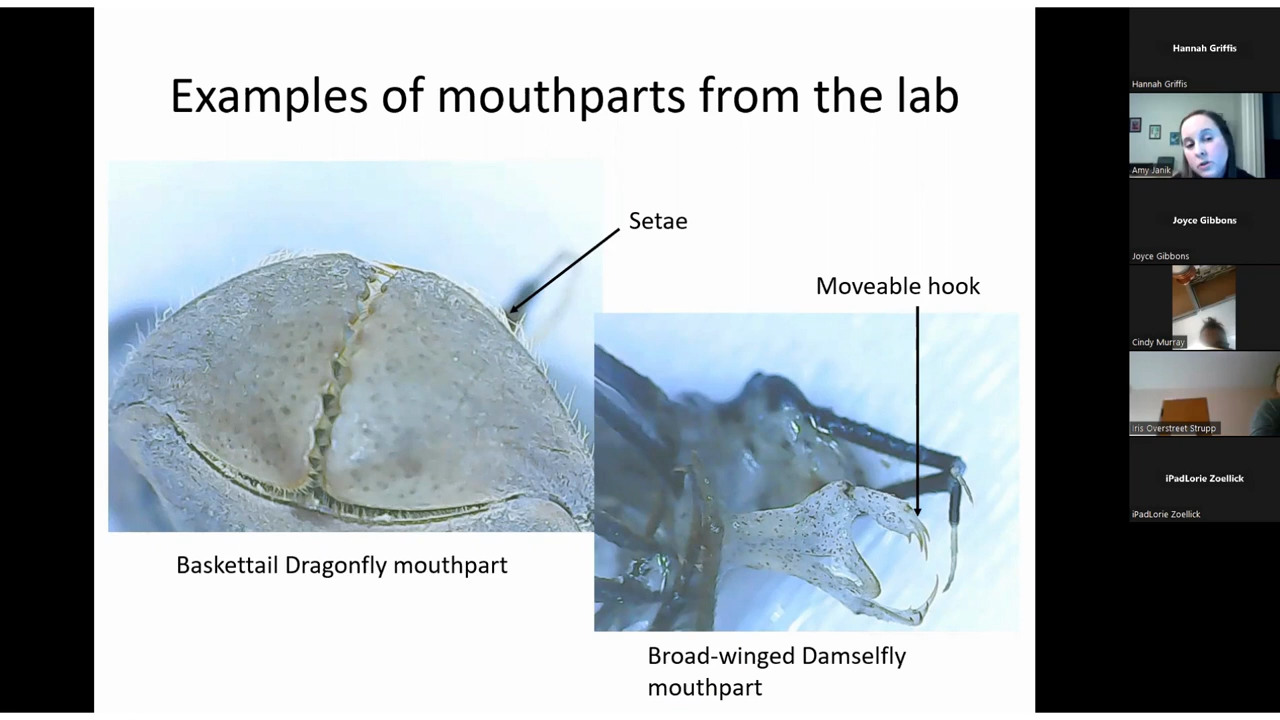 Examples of mouthparts from the lab
Setae
Moveable hook
Baskettail Dragonfly mouthpart
Broad-winged Damselfly
mouthpart
Hannah Griffis
Hannah Griffis
Amy Janik
Joyce Gibbons
Joyce Gibbons
Cindy Murray
Iris Overstreet Strupp
iPadLorie Zoellick
iPadLorie Zoellick